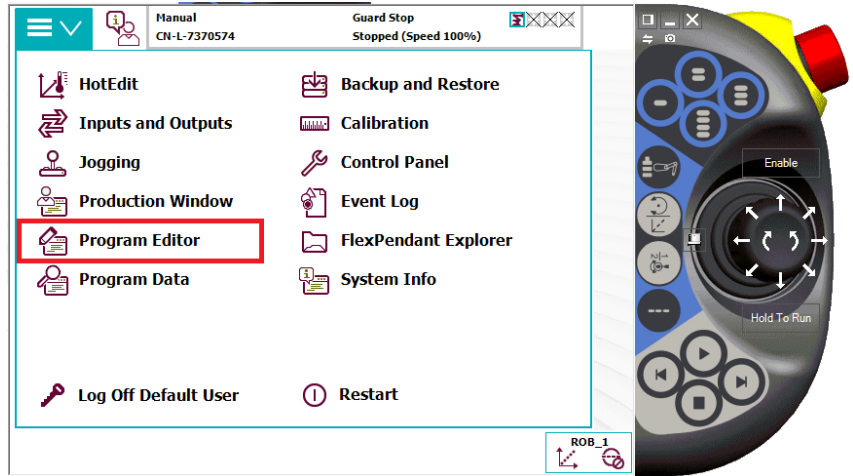 Manual
CN-L-7370574
Guard Stop
Stopped (Speed 100%)
HotEdit
Inputs and Outputs
Jogging
Production Window
Program Editor
Program Data
Backup and Restore
Calibration
Control Panel
Event Log
FlexPendant Explorer
System Info
Log Off Default User
Restart
ROB_1
Enable
Hold To Run